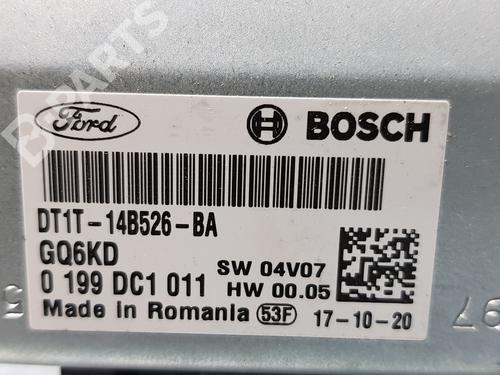 B-PARTS
Ford BOSCH
DT1T-14B526-BA
GQ6KD
0 199 DC1 011 SW 04V07
HW 00.05
Made in Romania 53F 17-10-20
97